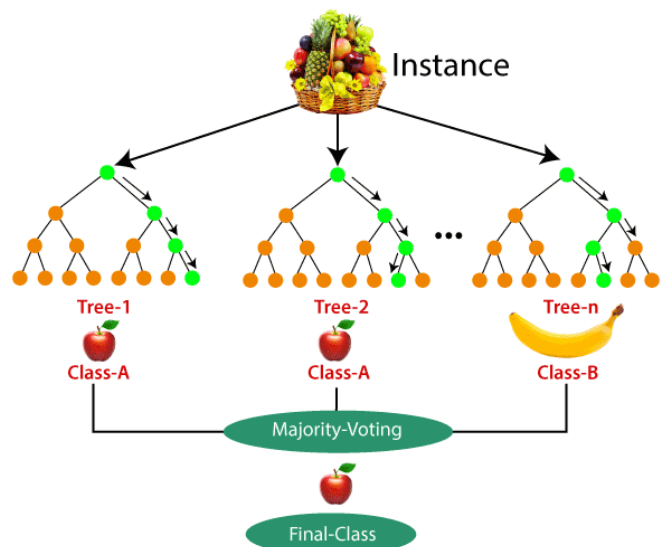 Instance
...
Tree-1
Tree-2
Tree-n
Class-A
Class-A
Class-B
Majority-Voting
Final-Class